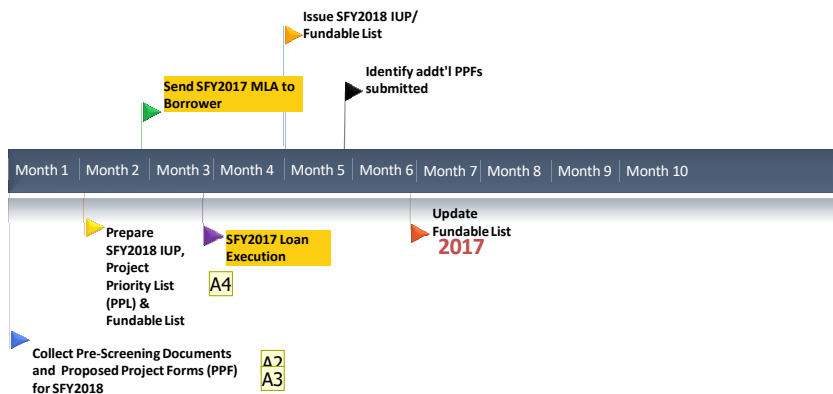 Issue SFY2018 IUP/
Fundable List
Identify addt'l PPFs
submitted
Send SFY2017 MLA to
Borrower
Month 1
Month 2
Month 3
Month 4
Month 5
Month 6
Month 7
Month 8
Month 9
Month 10
Prepare
SFY2018 IUP,
Project
Priority List
(PPL) &
Fundable List
SFY2017 Loan
Execution
A4
Update
Fundable List
2017
Collect Pre-Screening Documents
and Proposed Project Forms (PPF)
for SFY2018
A2
A3